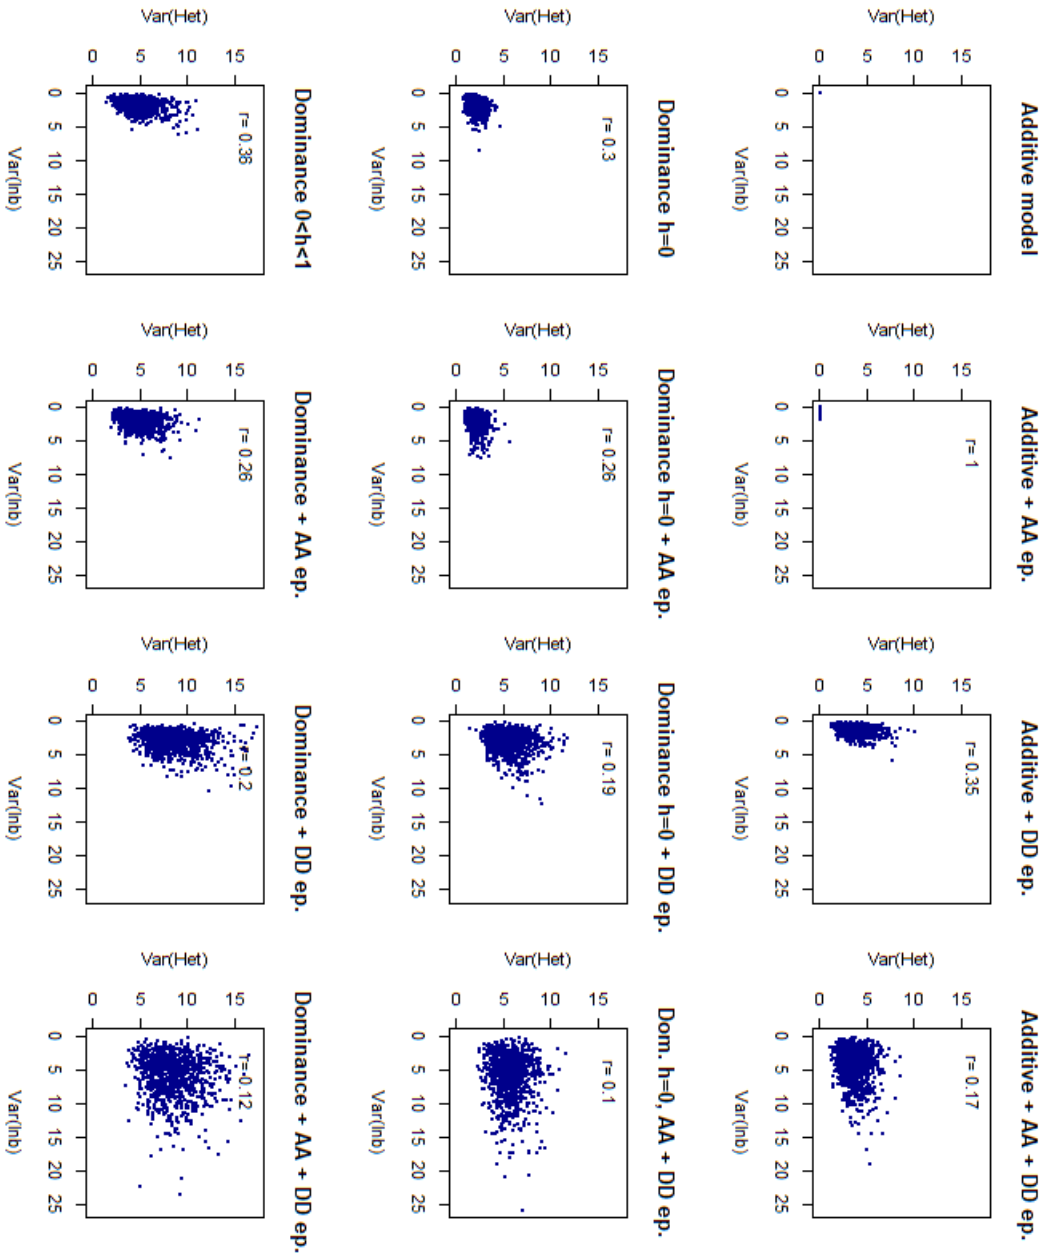 Additive model
Var(Het)
0 5 10 15
0 5 10 15 20 25
Var(Inb)
Additive + AA ep.
r= 1
Var(Het)
0 5 10 15
0 5 10 15 20 25
Var(Inb)
Additive + DD ep.
r= 0.35
Var(Het)
0 5 10 15
0 5 10 15 20 25
Var(Inb)
Additive + AA + DD ep.
r= 0.17
Var(Het)
0 5 10 15
0 5 10 15 20 25
Var(Inb)
Dominance h=0
r= 0.3
Var(Het)
0 5 10 15
0 5 10 15 20 25
Var(Inb)
Dominance h=0 + AA ep.
r= 0.26
Var(Het)
0 5 10 15
0 5 10 15 20 25
Var(Inb)
Dominance h=0 + DD ep.
r= 0.19
Var(Het)
0 5 10 15
0 5 10 15 20 25
Var(Inb)
Dom. h=0, AA + DD ep.
r= 0.1
Var(Het)
0 5 10 15
0 5 10 15 20 25
Var(Inb)
Dominance 0<h<1
r= 0.36
Var(Het)
0 5 10 15
0 5 10 15 20 25
Var(Inb)
Dominance + AA ep.
r= 0.26
Var(Het)
0 5 10 15
0 5 10 15 20 25
Var(Inb)
Dominance + DD ep.
r= 0.2
Var(Het)
0 5 10 15
0 5 10 15 20 25
Var(Inb)
Dominance + AA + DD ep.
r= 0.12
Var(Het)
0 5 10 15
0 5 10 15 20 25
Var(Inb)